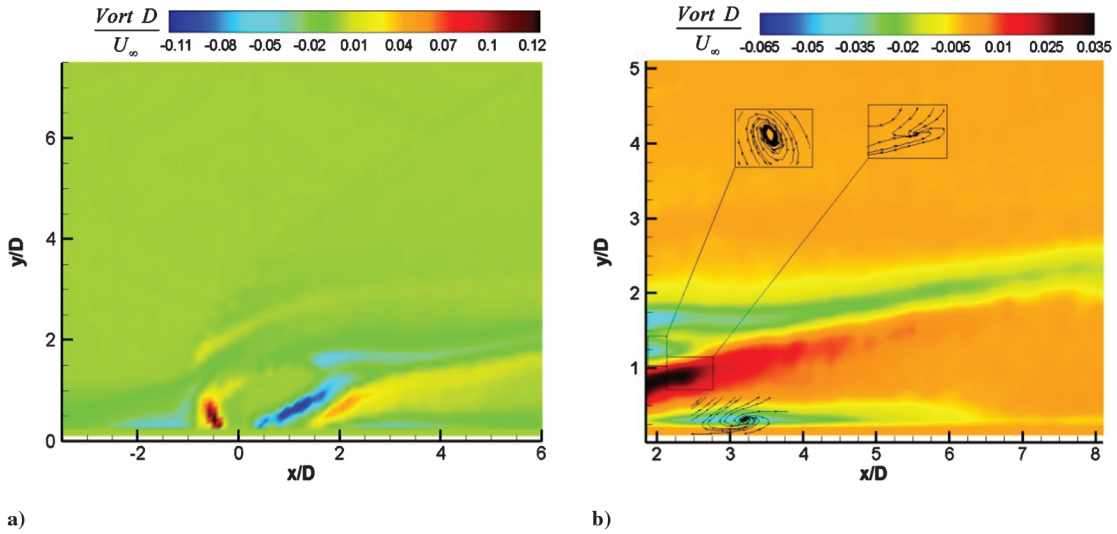 Vort D
U∞
-0.11 -0.08 -0.05 -0.02 0.01 0.04 0.07 0.1 0.12
y/D
6
4
2
0
-2 0 2 4 6
x/D
a)
Vort D
U∞
-0.065 -0.05 -0.035 -0.02 -0.005 0.01 0.025 0.035
y/D
5
4
3
2
1
0
2 3 4 5 6 7 8
x/D
b)